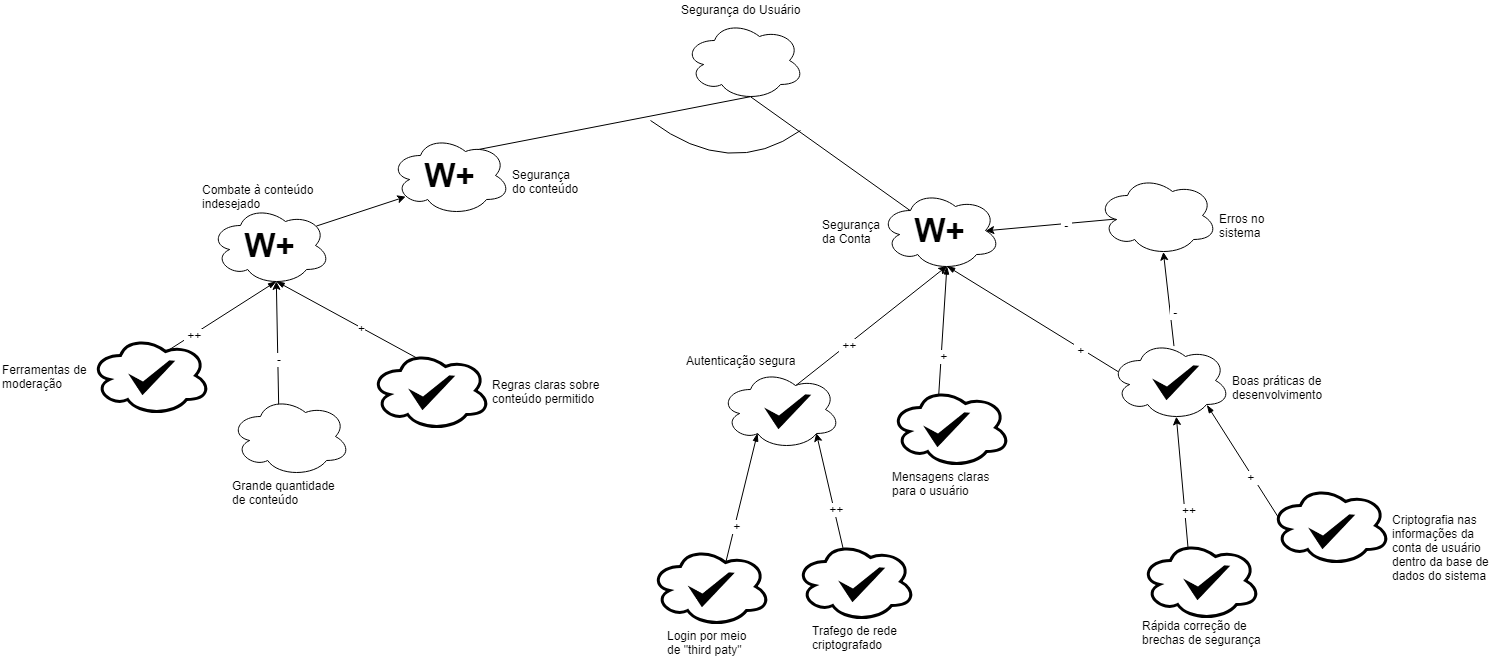 Segurança do Usuário
W+
Segurança
do conteúdo
Combate à conteúdo
indesejado
W+
Segurança
da Conta
W+
-
Erros no
sistema
++
-
+
Ferramentas de
moderação
Regras claras sobre
conteúdo permitido
Grande quantidade
de conteúdo
-
++
+
+
Autenticação segura
Boas práticas de
desenvolvimento
Mensagens claras
para o usuário
+
++
++
+
Login por meio
de "third paty"
Trafego de rede
criptografado
Rápida correção de
brechas de segurança
Criptografia nas
informações da
conta de usuário
dentro da base de
dados do sistema